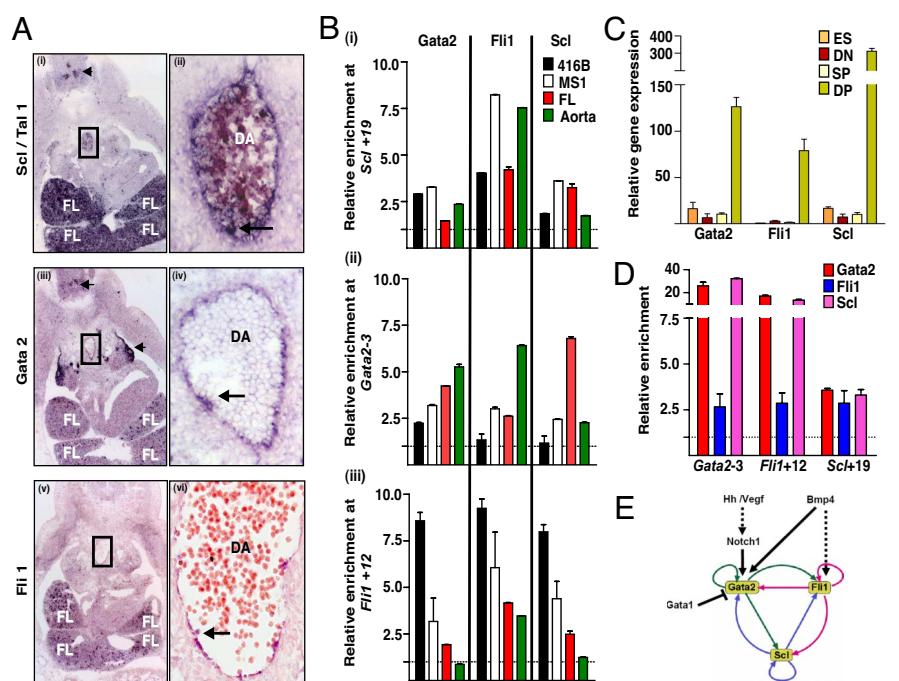 A
Scl / Tal 1
(i)
FL
FL
FL
FL
(ii)
DA
Gata 2
(iii)
FL
FL
FL
FL
(iv)
DA
Fli 1
(v)
FL
FL
FL
FL
(vi)
DA
B
(i)
Gata2 Fli1 Scl
416B
MS1
FL
Aorta
Relative enrichment at
Scl +19
10.0
7.5
5.0
2.5
(ii)
Relative enrichment at
Gata2-3
10.0
7.5
5.0
2.5
(iii)
Relative enrichment at
Fli1 +12
10.0
7.5
5.0
2.5
C
Relative gene expression
400
300
150
100
50
ES
DN
SP
DP
Gata2 Fli1 Scl
D
Relative enrichment
40
20
7.5
5.0
2.5
Gata2
Fli1
Scl
Gata2-3 Fli1+12 Scl+19
E
Hh /Vegf Bmp4
Notch1
Gata2 Fli1
Gata1
Scl